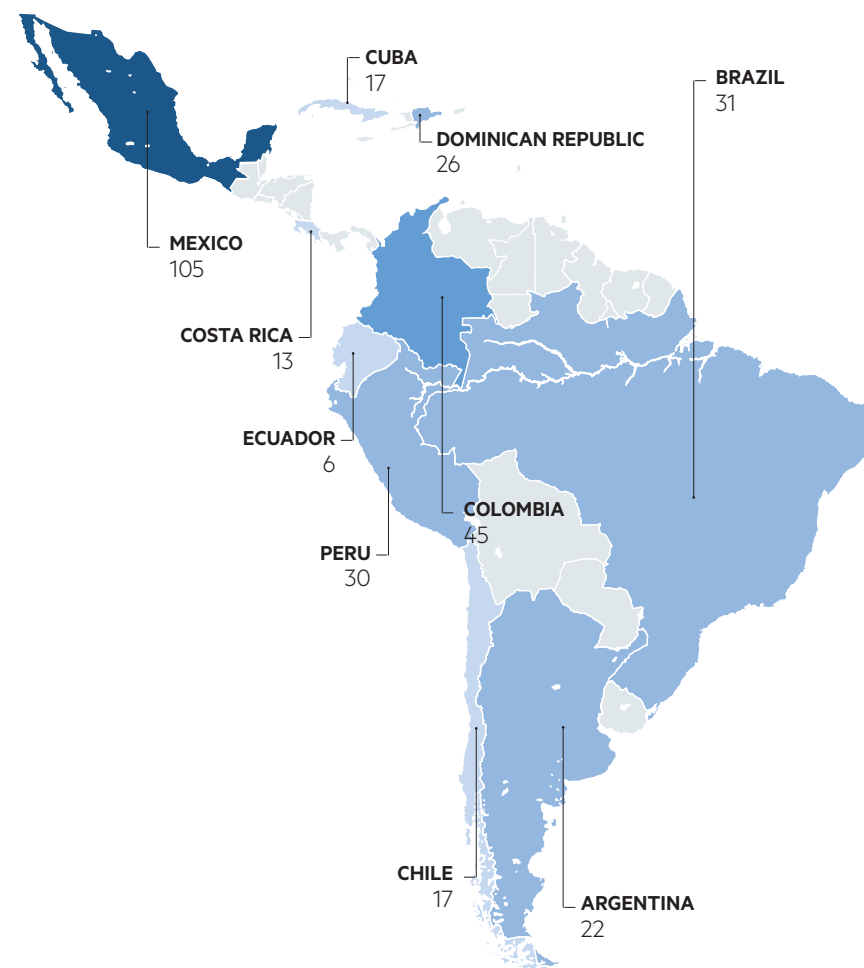 CUBA
17
BRAZIL
31
DOMINICAN REPUBLIC
26
MEXICO
105
COSTA RICA
13
ECUADOR
6
COLOMBIA
45
PERU
30
CHILE
17
ARGENTINA
22